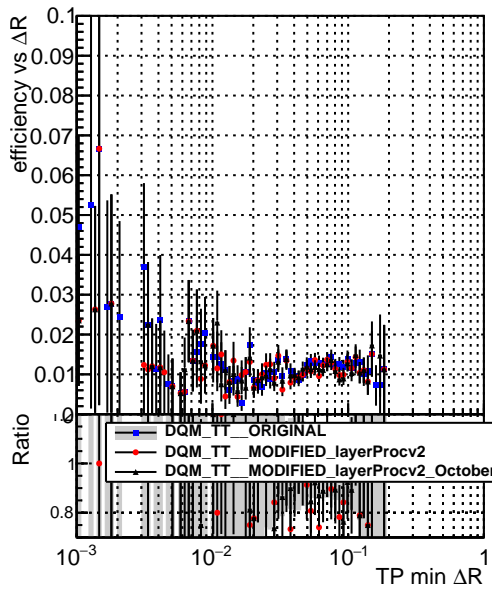 efficiency vs ΔR
0.1
0.09
0.08
0.07
0.06
0.05
0.04
0.03
0.02
0.01
0
Ratio
1
0.8
DQM_TT__ORIGINAL
DQM_TT__MODIFIED_layerProcv2
DQM_TT__MODIFIED_layerProcv2_October
10⁻³
10⁻²
10⁻¹
1
TP min ΔR